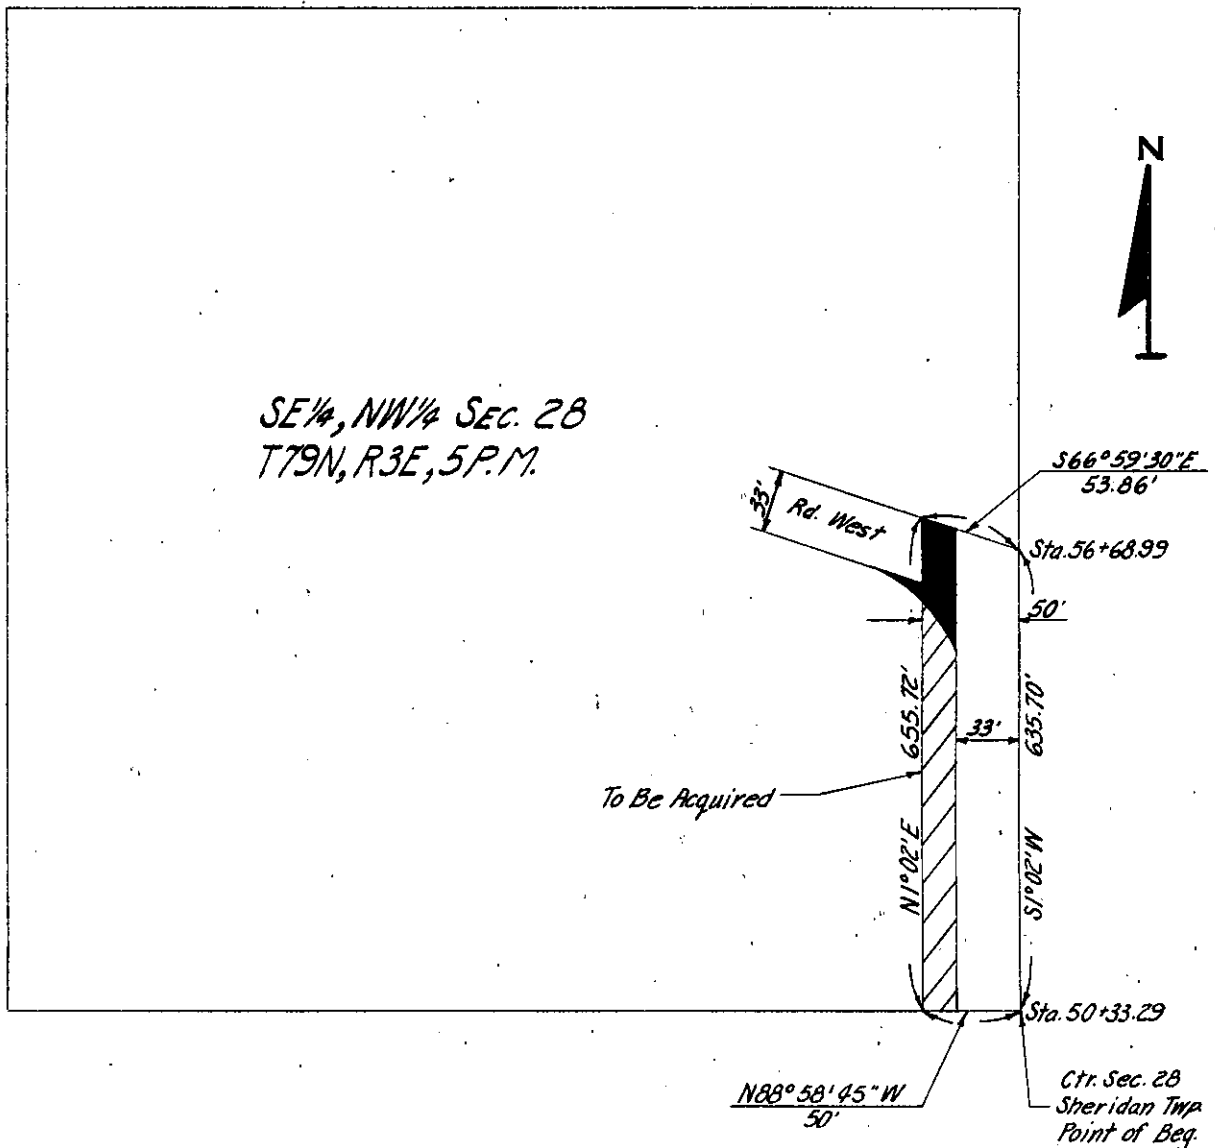 N
SE¼, NW¼ SEC. 28
T79N, R3E, 5P.M.
S66°59'30"E
53.86'
33'
Rd. West
Sta. 56+68.99
50'
655.72'
635.70'
33'
To Be Acquired
N1°02'E
S1°02'W
Sta. 50+33.29
N88°58'45"W
50'
Ctr. Sec. 28
Sheridan Twp.
Point of Beg.